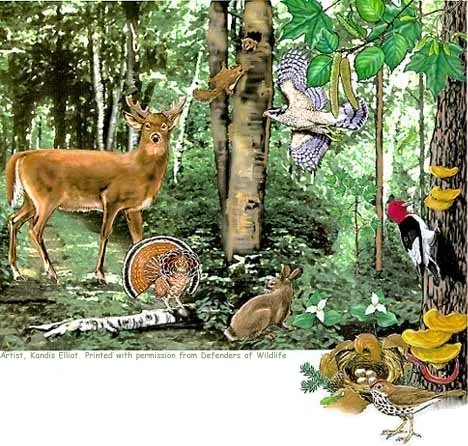 Artist, Kandis Elliot. Printed with permission from Defenders of Wildlife